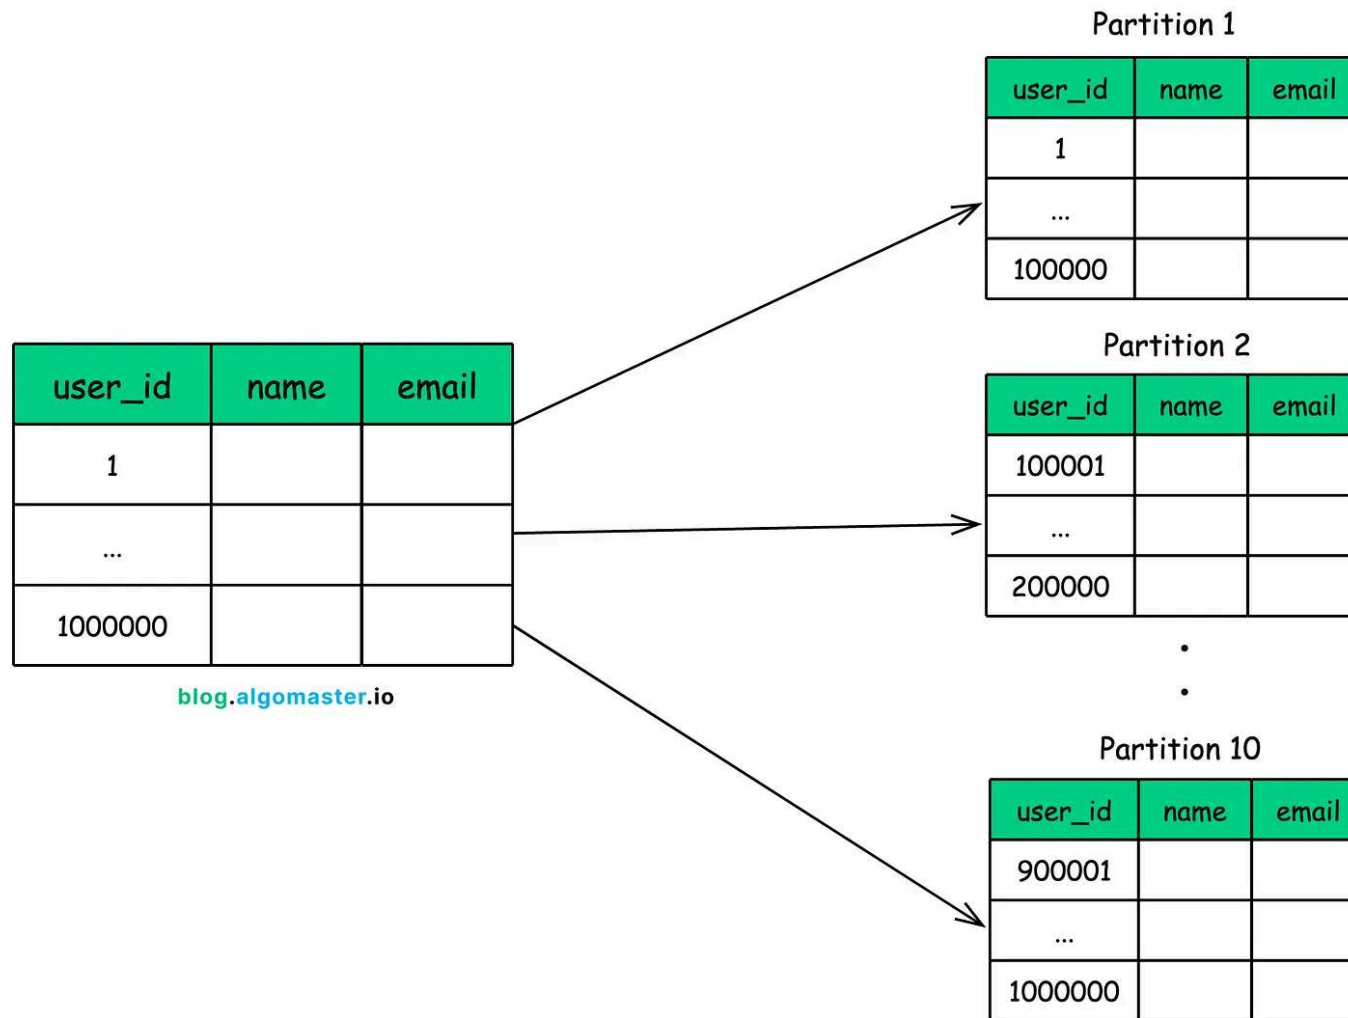 user_id name email
1
...
1000000
blog.algomaster.io
Partition 1
user_id name email
1
...
100000
Partition 2
user_id name email
100001
...
200000
Partition 10
user_id name email
900001
...
1000000